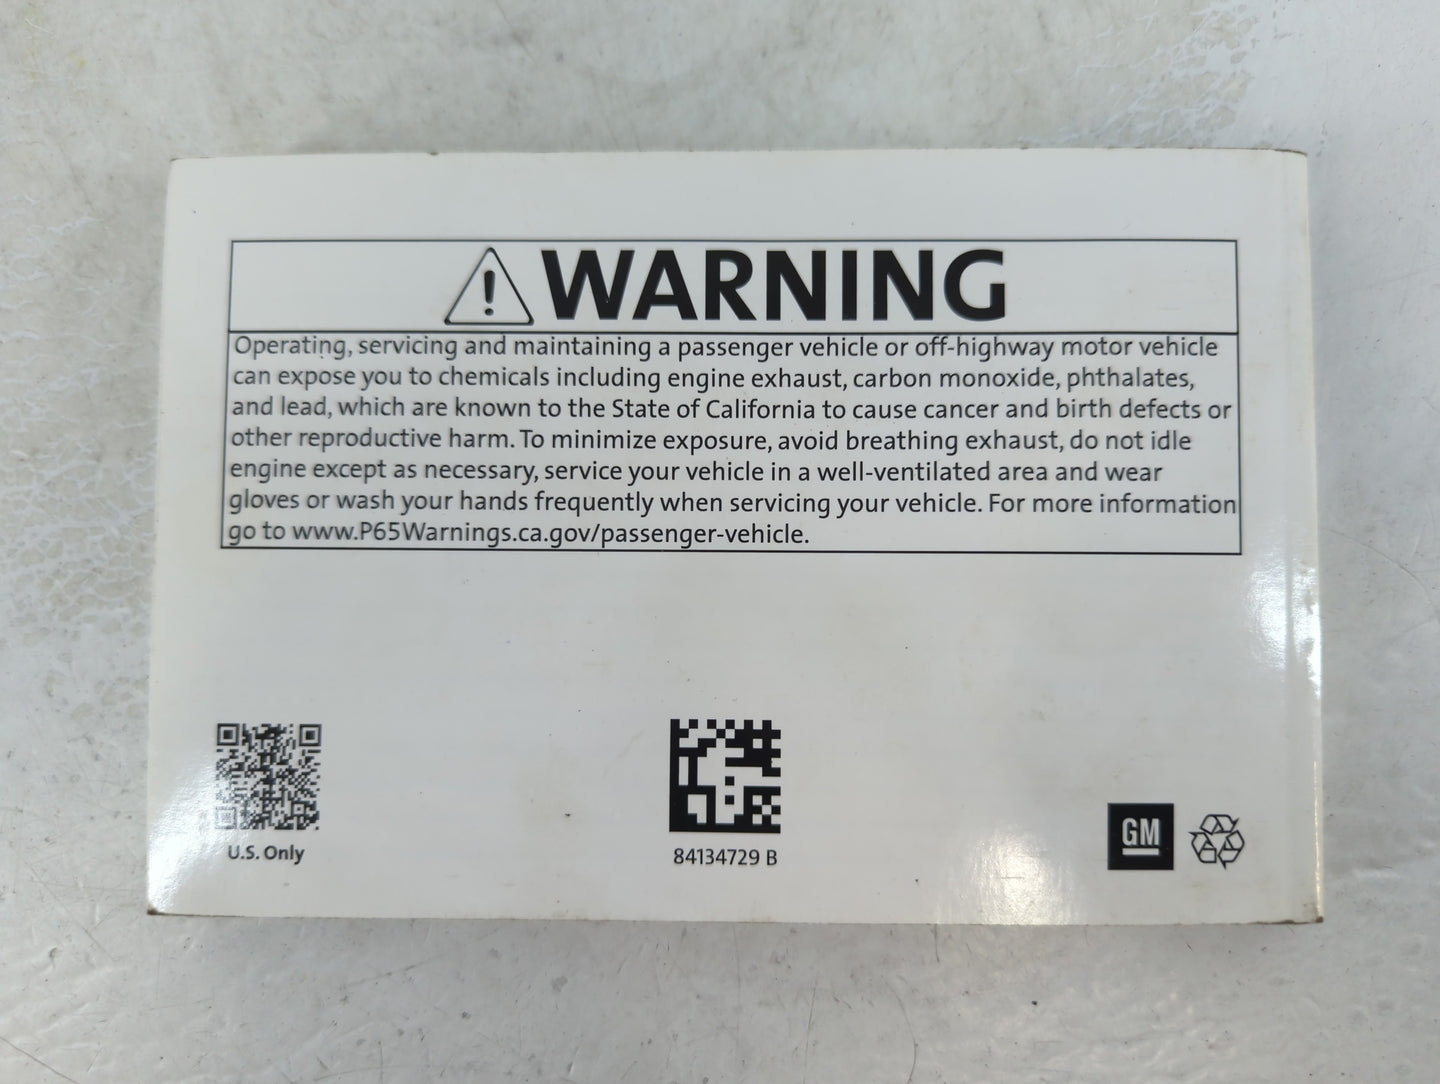 WARNING
Operating, servicing and maintaining a passenger vehicle or off-highway motor vehicle
can expose you to chemicals including engine exhaust, carbon monoxide, phthalates,
and lead, which are known to the State of California to cause cancer and birth defects or
other reproductive harm. To minimize exposure, avoid breathing exhaust, do not idle
engine except as necessary, service your vehicle in a well-ventilated area and wear
gloves or wash your hands frequently when servicing your vehicle. For more information
go to www.P65Warnings.ca.gov/passenger-vehicle.
U.S. Only
84134729 B
GM